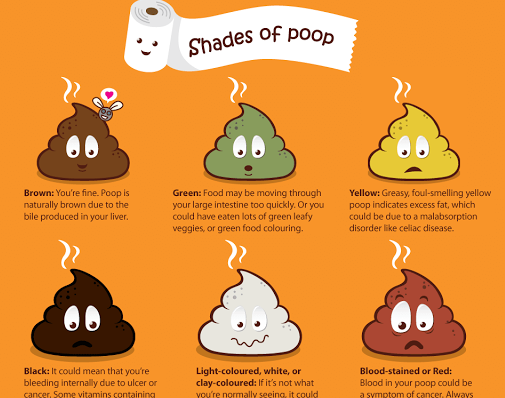 Shades of poop
Brown: You're fine. Poop is
naturally brown due to the
bile produced in your liver.
Green: Food may be moving through
your large intestine too quickly. Or you
could have eaten lots of green leafy
veggies, or green food colouring.
Yellow: Greasy, foul-smelling yellow
poop indicates excess fat, which
could be due to a malabsorption
disorder like celiac disease.
Black: It could mean that you're
bleeding internally due to ulcer or
cancer. Some vitamins containing
Light-coloured, white, or
clay-coloured: If it's not what
you're normally seeing, it could
Blood-stained or Red:
Blood in your poop could be
a symptom of cancer. Always